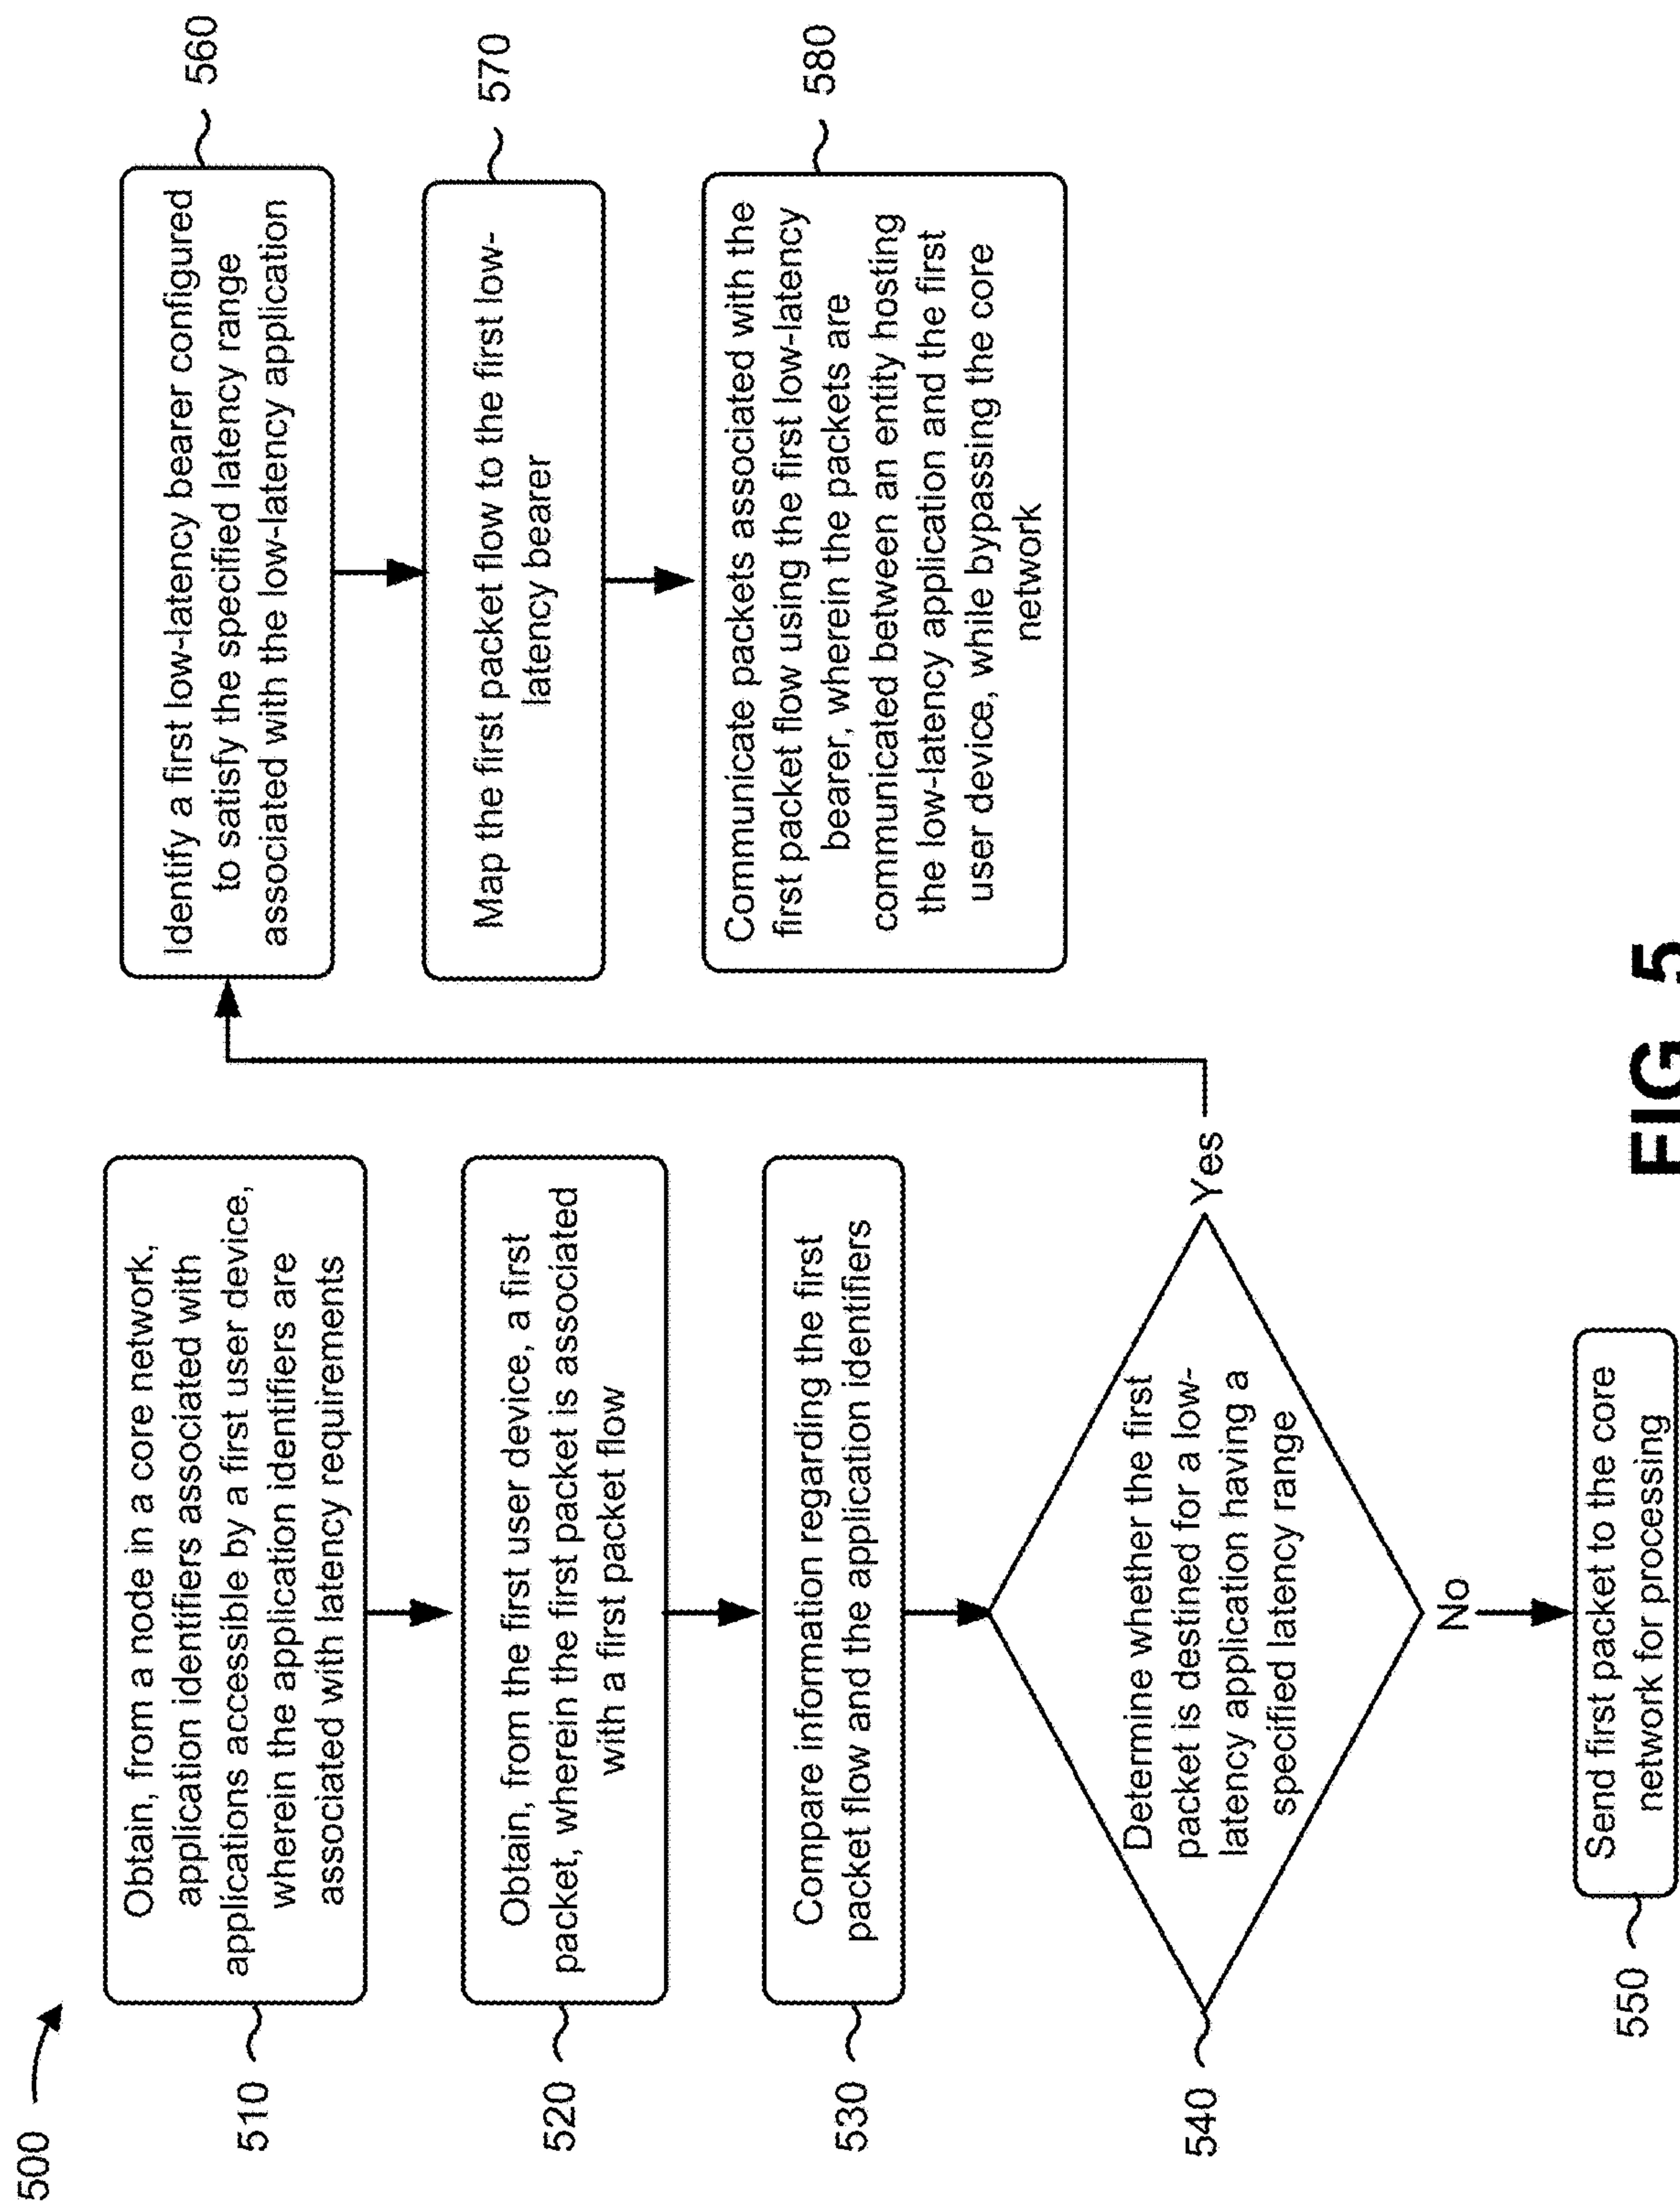 500
510
Obtain, from a node in a core network,
application identifiers associated with
applications accessible by a first user device,
wherein the application identifiers are
associated with latency requirements
520
Obtain, from the first user device, a first
packet, wherein the first packet is associated
with a first packet flow
530
Compare information regarding the first
packet flow and the application identifiers
540
Determine whether the first
packet is destined for a low-
latency application having a
specified latency range
Yes
No
550
Send first packet to the core
network for processing
Identify a first low-latency bearer configured
to satisfy the specified latency range
associated with the low-latency application
560
Map the first packet flow to the first low-
latency bearer
570
Communicate packets associated with the
first packet flow using the first low-latency
bearer, wherein the packets are
communicated between an entity hosting
the low-latency application and the first
user device, while bypassing the core
network
580
FIG 5